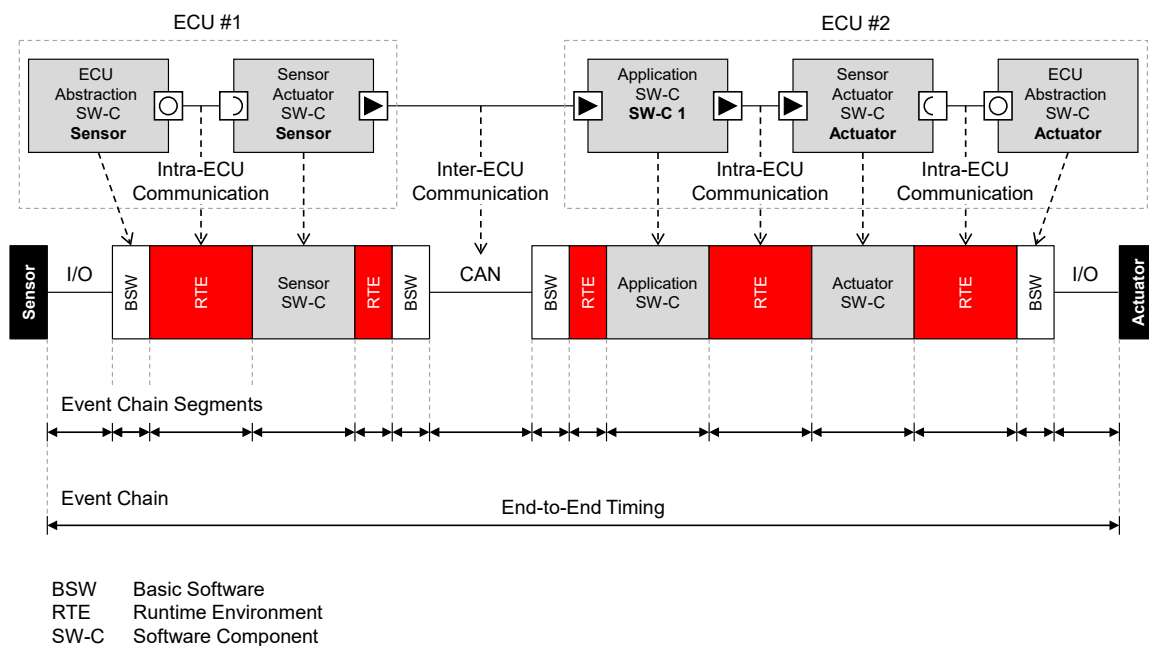 ECU #1
ECU #2
ECU
Abstraction
SW-C
Sensor
Sensor
Actuator
SW-C
Sensor
Application
SW-C
SW-C 1
Sensor
Actuator
SW-C
Actuator
ECU
Abstraction
SW-C
Actuator
Intra-ECU
Communication
Inter-ECU
Communication
Intra-ECU
Communication
Intra-ECU
Communication
Sensor
I/O
BSW
RTE
Sensor
SW-C
RTE
BSW
CAN
BSW
RTE
Application
SW-C
RTE
Actuator
SW-C
RTE
BSW
I/O
Actuator
Event Chain Segments
Event Chain
End-to-End Timing
BSW Basic Software
RTE Runtime Environment
SW-C Software Component